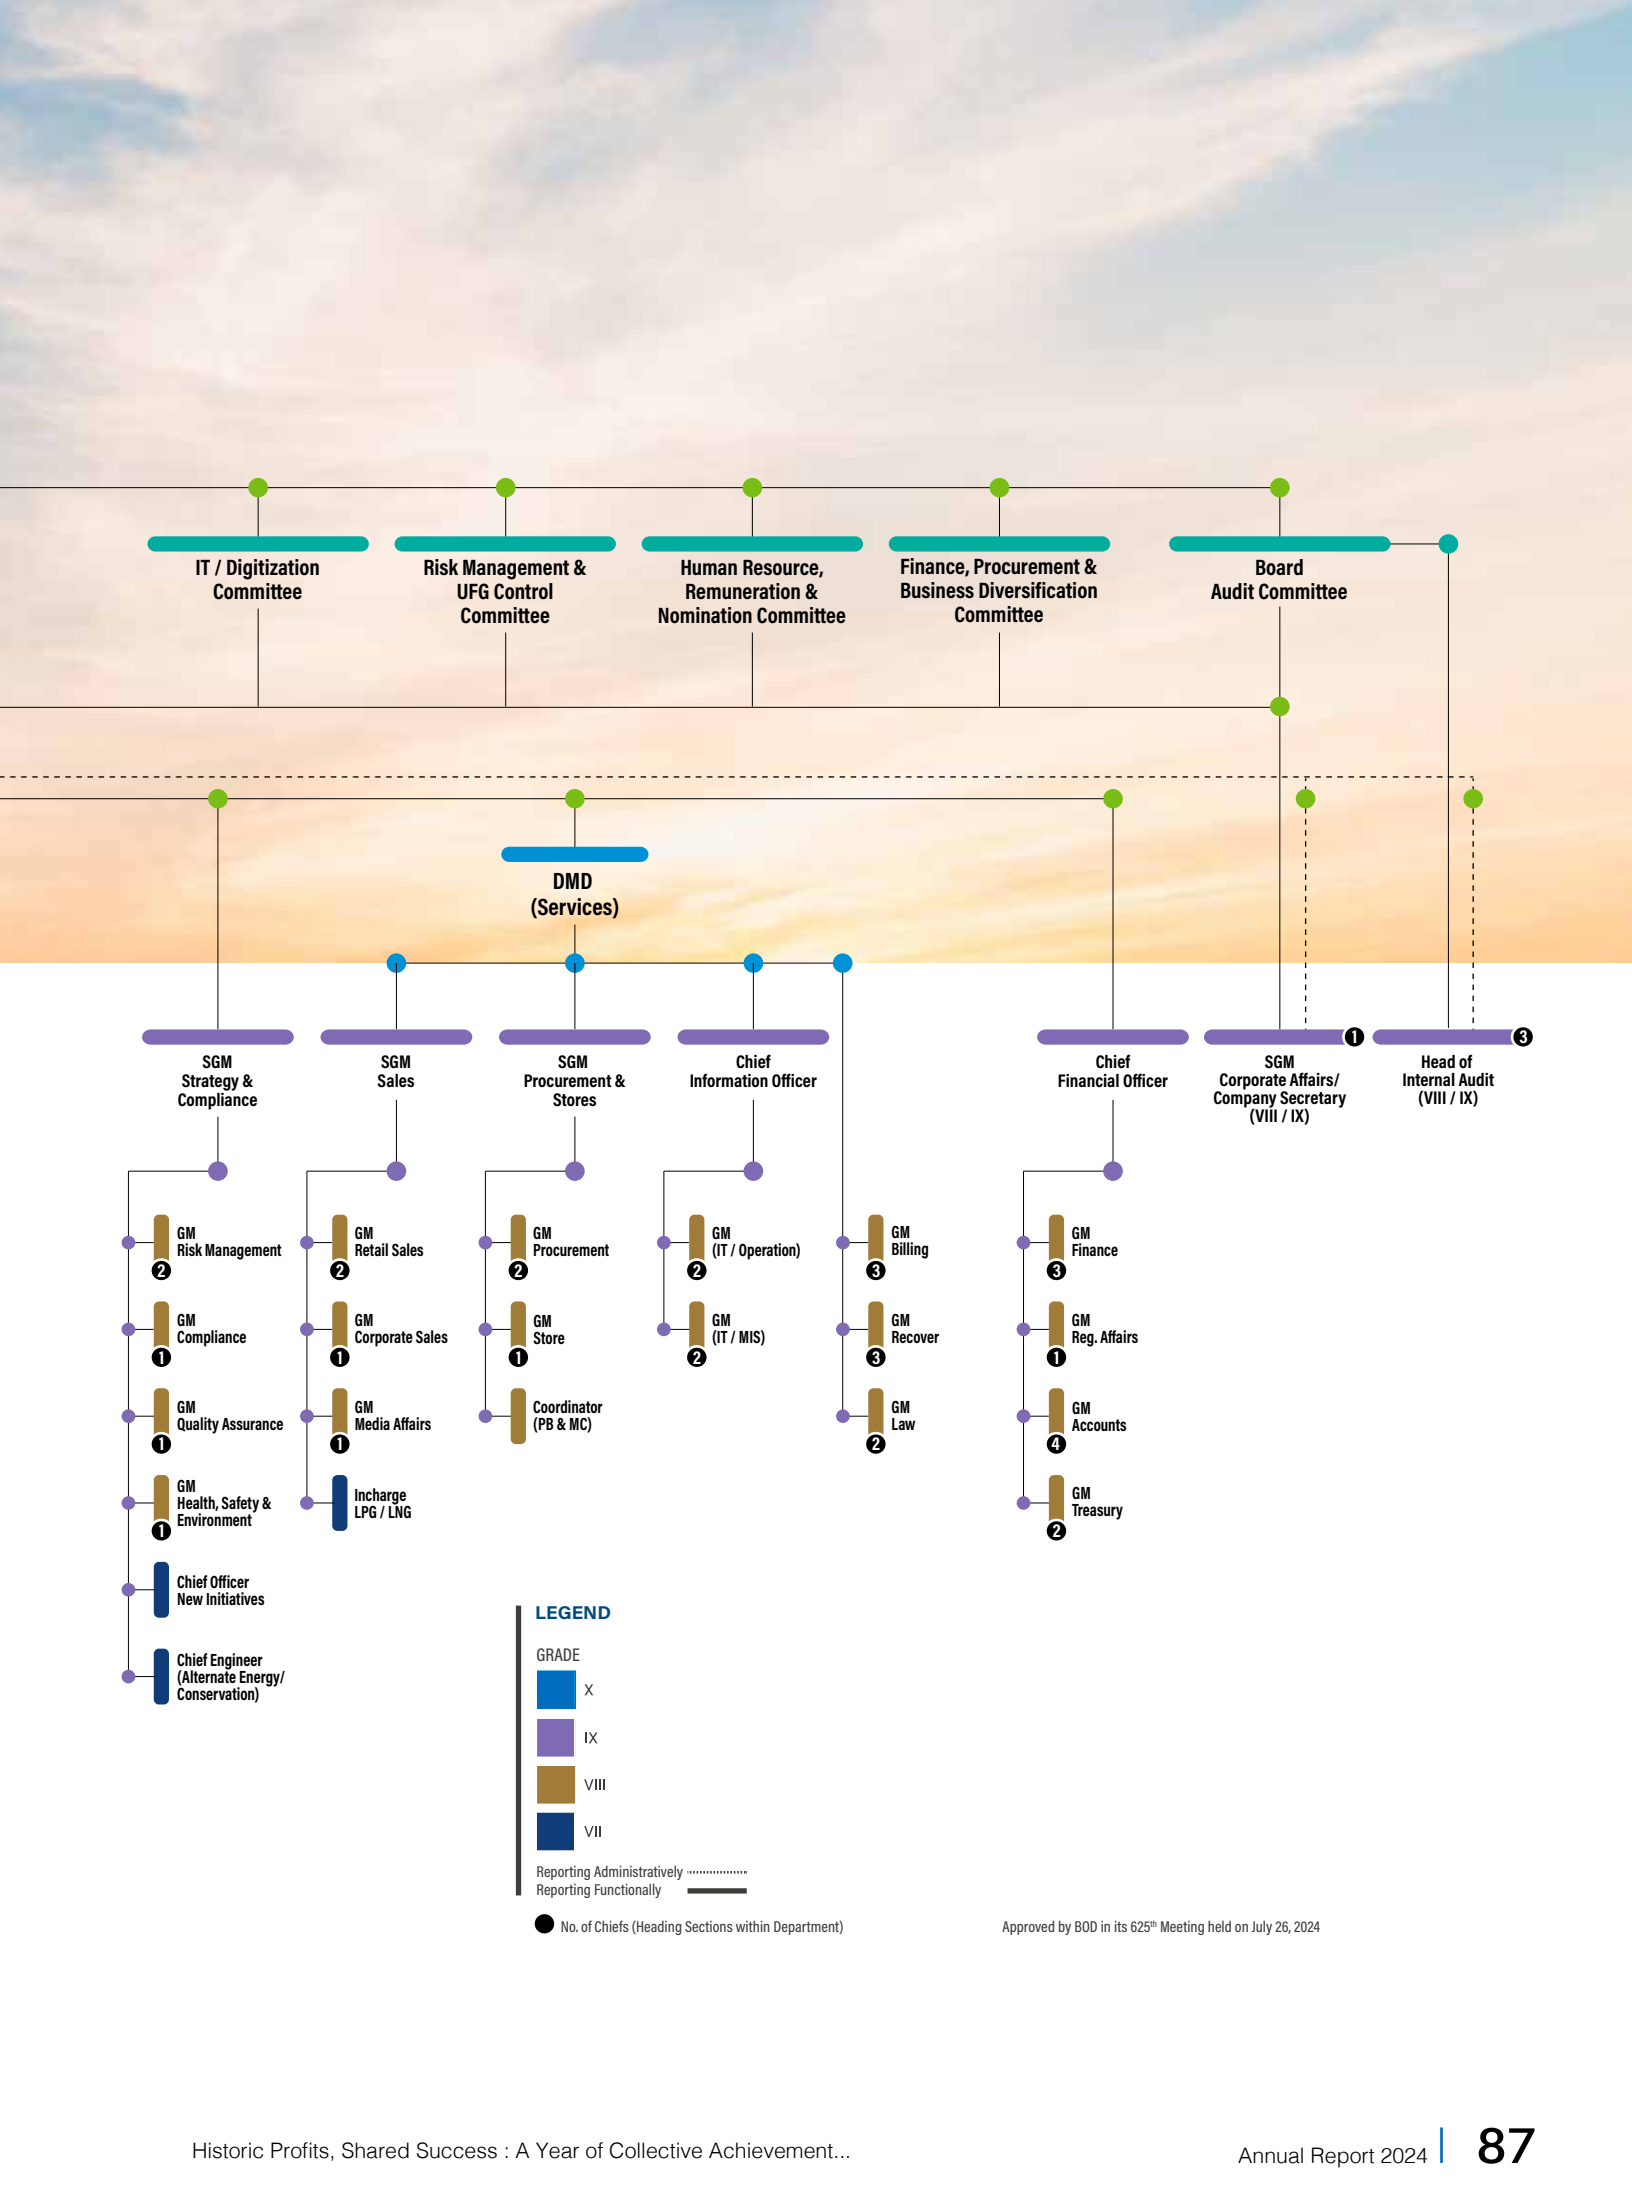 IT / Digitization
Committee
Risk Management &
UFG Control
Committee
Human Resource,
Remuneration &
Nomination Committee
Finance, Procurement &
Business Diversification
Committee
Board
Audit Committee
DMD
(Services)
SGM
Strategy &
Compliance
SGM
Sales
SGM
Procurement &
Stores
Chief
Information Officer
Chief
Financial Officer
1
SGM
Corporate Affairs/
Company Secretary
(VIII / IX)
3
Head of
Internal Audit
(VIII / IX)
GM
Risk Management
2
GM
Compliance
1
GM
Quality Assurance
1
GM
Health, Safety &
Environment
1
Chief Officer
New Initiatives
Chief Engineer
(Alternate Energy/
Conservation)
GM
Retail Sales
2
GM
Corporate Sales
1
GM
Media Affairs
1
Incharge
LPG / LNG
GM
Procurement
2
GM
Store
1
Coordinator
(PB & MC)
GM
(IT / Operation)
2
GM
(IT / MIS)
2
GM
Billing
3
GM
Recover
3
GM
Law
2
GM
Finance
3
GM
Reg. Affairs
1
GM
Accounts
4
GM
Treasury
2
LEGEND
GRADE
X
IX
VIII
VII
Reporting Administratively
Reporting Functionally
No. of Chiefs (Heading Sections within Department)
Approved by BOD in its 625th Meeting held on July 26, 2024
Historic Profits, Shared Success : A Year of Collective Achievement...
Annual Report 2024
87